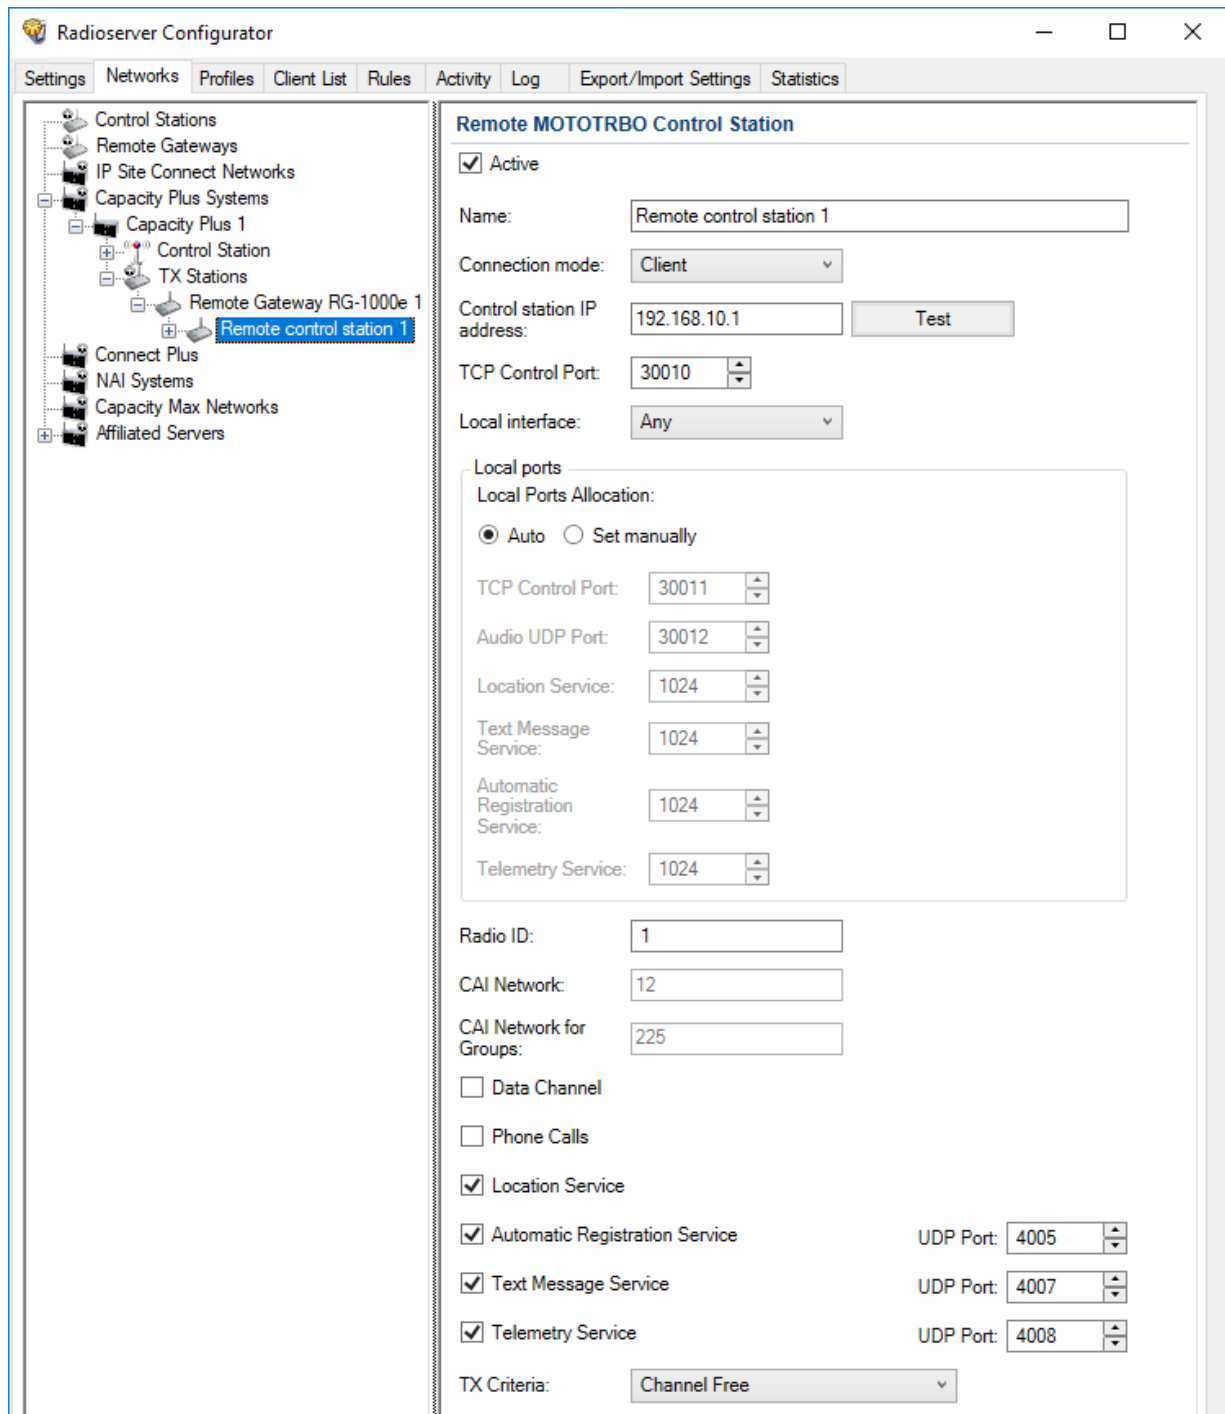 Radioserver Configurator
Settings Networks Profiles Client List Rules Activity Log Export/Import Settings Statistics
Control Stations
Remote Gateways
IP Site Connect Networks
Capacity Plus Systems
Capacity Plus 1
Control Station
TX Stations
Remote Gateway RG-1000e 1
Remote control station 1
Connect Plus
NAI Systems
Capacity Max Networks
Affiliated Servers
Remote MOTOTRBO Control Station
Active
Name: Remote control station 1
Connection mode: Client
Control station IP
address: 192.168.10.1 Test
TCP Control Port: 30010
Local interface: Any
Local ports
Local Ports Allocation:
Auto Set manually
TCP Control Port: 30011
Audio UDP Port: 30012
Location Service: 1024
Text Message
Service: 1024
Automatic
Registration 1024
Service:
Telemetry Service: 1024
Radio ID: 1
CAI Network: 12
CAI Network for
Groups: 225
Data Channel
Phone Calls
Location Service
Automatic Registration Service UDP Port: 4005
Text Message Service UDP Port: 4007
Telemetry Service UDP Port: 4008
TX Criteria: Channel Free